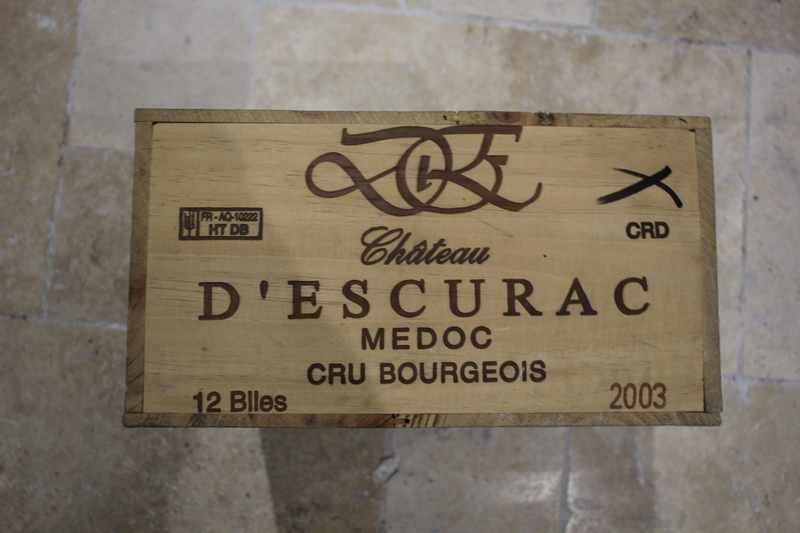 FR - AQ-10222
HT DB
CRD
Château
D'ESCURAC
MEDOC
CRU BOURGEOIS
12 Blles
2003